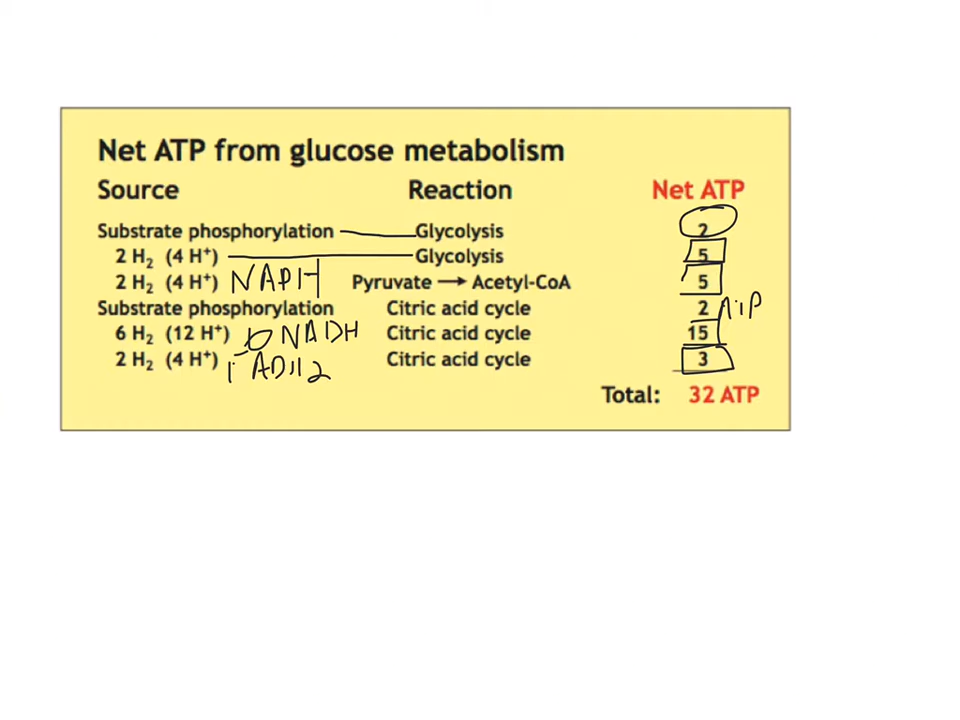 Net ATP from glucose metabolism
Source Reaction Net ATP
Substrate phosphorylation Glycolysis 2
2 H₂ (4 H⁺) Glycolysis 5
2 H₂ (4 H⁺) NADH Pyruvate → Acetyl-CoA 5
Substrate phosphorylation Citric acid cycle 2 ATP
6 H₂ (12 H⁺) 6 NADH Citric acid cycle 15
2 H₂ (4 H⁺) FADH2 Citric acid cycle 3
Total: 32 ATP